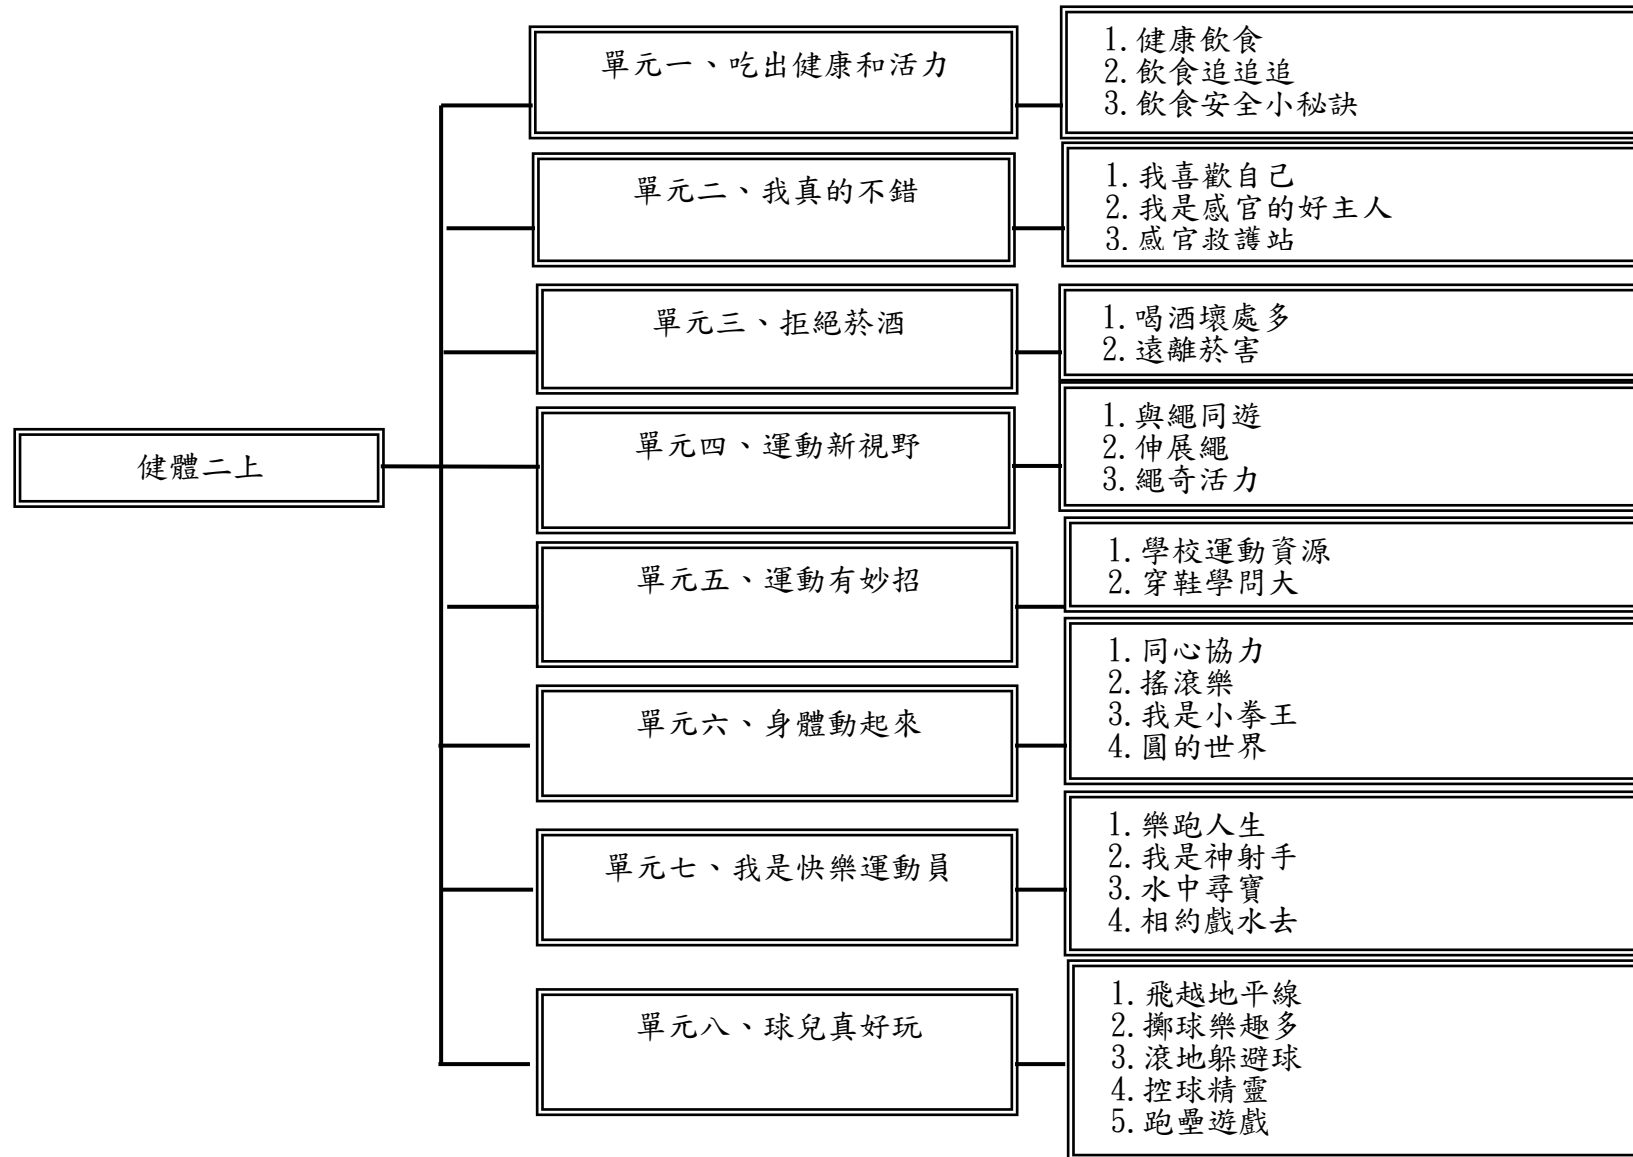 健體二上
單元一、吃出健康和活力
1.健康飲食
2.飲食追追追
3.飲食安全小秘訣
單元二、我真的不錯
1.我喜歡自己
2.我是感官的好主人
3.感官救護站
單元三、拒絕菸酒
1.喝酒壞處多
2.遠離菸害
單元四、運動新視野
1.與繩同遊
2.伸展繩
3.繩奇活力
單元五、運動有妙招
1.學校運動資源
2.穿鞋學問大
單元六、身體動起來
1.同心協力
2.搖滾樂
3.我是小拳王
4.圓的世界
單元七、我是快樂運動員
1.樂跑人生
2.我是神射手
3.水中尋寶
4.相約戲水去
單元八、球兒真好玩
1.飛越地平線
2.擲球樂趣多
3.滾地躲避球
4.控球精靈
5.跑壘遊戲